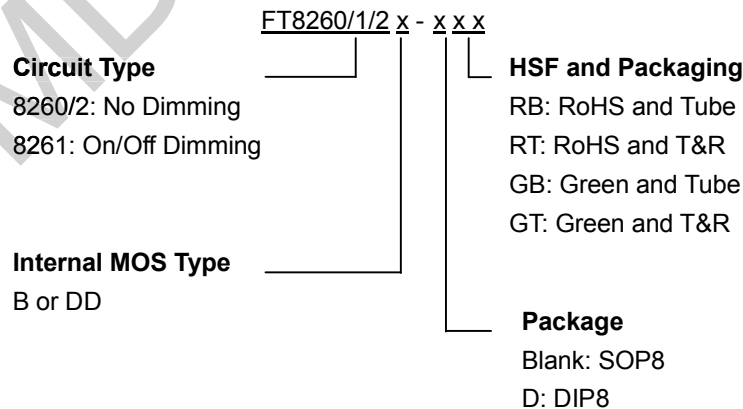 FT8260/1/2 x - x x x
Circuit Type
8260/2: No Dimming
8261: On/Off Dimming
Internal MOS Type
B or DD
HSF and Packaging
RB: RoHS and Tube
RT: RoHS and T&R
GB: Green and Tube
GT: Green and T&R
Package
Blank: SOP8
D: DIP8